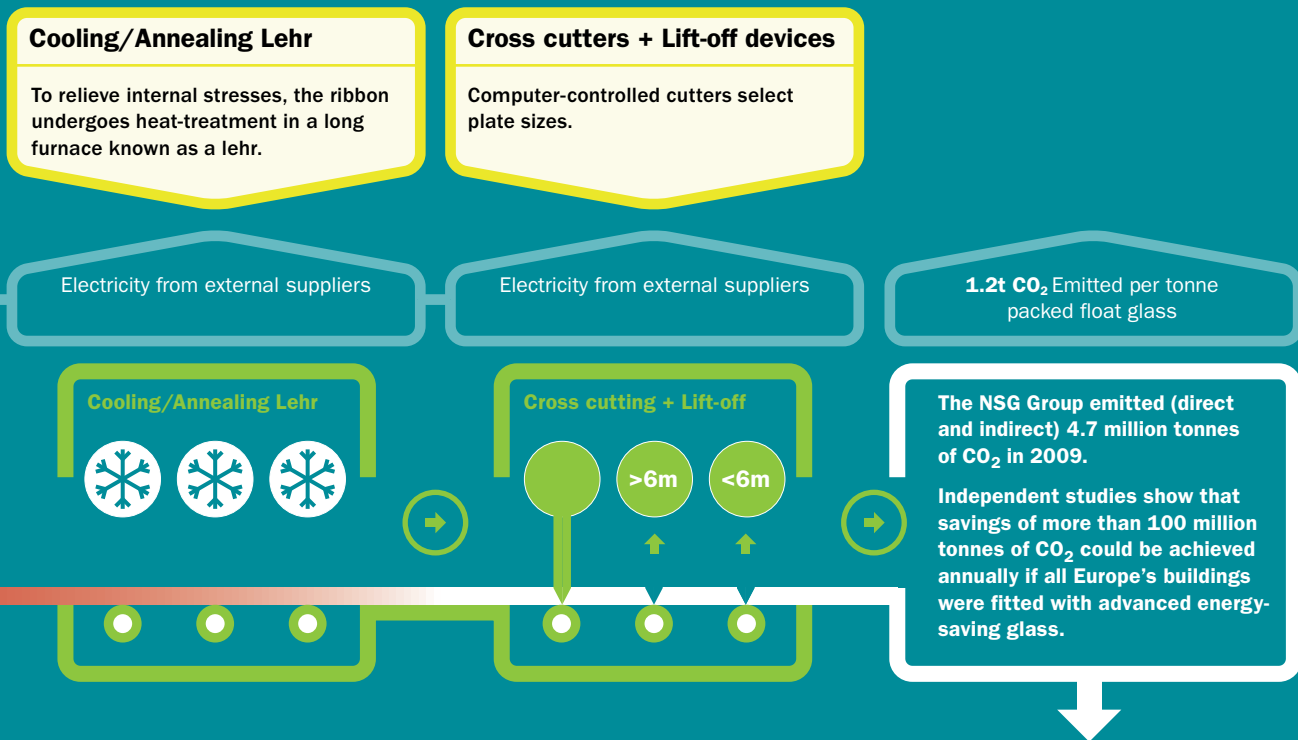 Cooling/Annealing Lehr
To relieve internal stresses, the ribbon
undergoes heat-treatment in a long
furnace known as a lehr.
Cross cutters + Lift-off devices
Computer-controlled cutters select
plate sizes.
Electricity from external suppliers
Electricity from external suppliers
1.2t CO₂ Emitted per tonne
packed float glass
Cooling/Annealing Lehr
Cross cutting + Lift-off
>6m
<6m
The NSG Group emitted (direct
and indirect) 4.7 million tonnes
of CO₂ in 2009.
Independent studies show that
savings of more than 100 million
tonnes of CO₂ could be achieved
annually if all Europe’s buildings
were fitted with advanced energy-
saving glass.